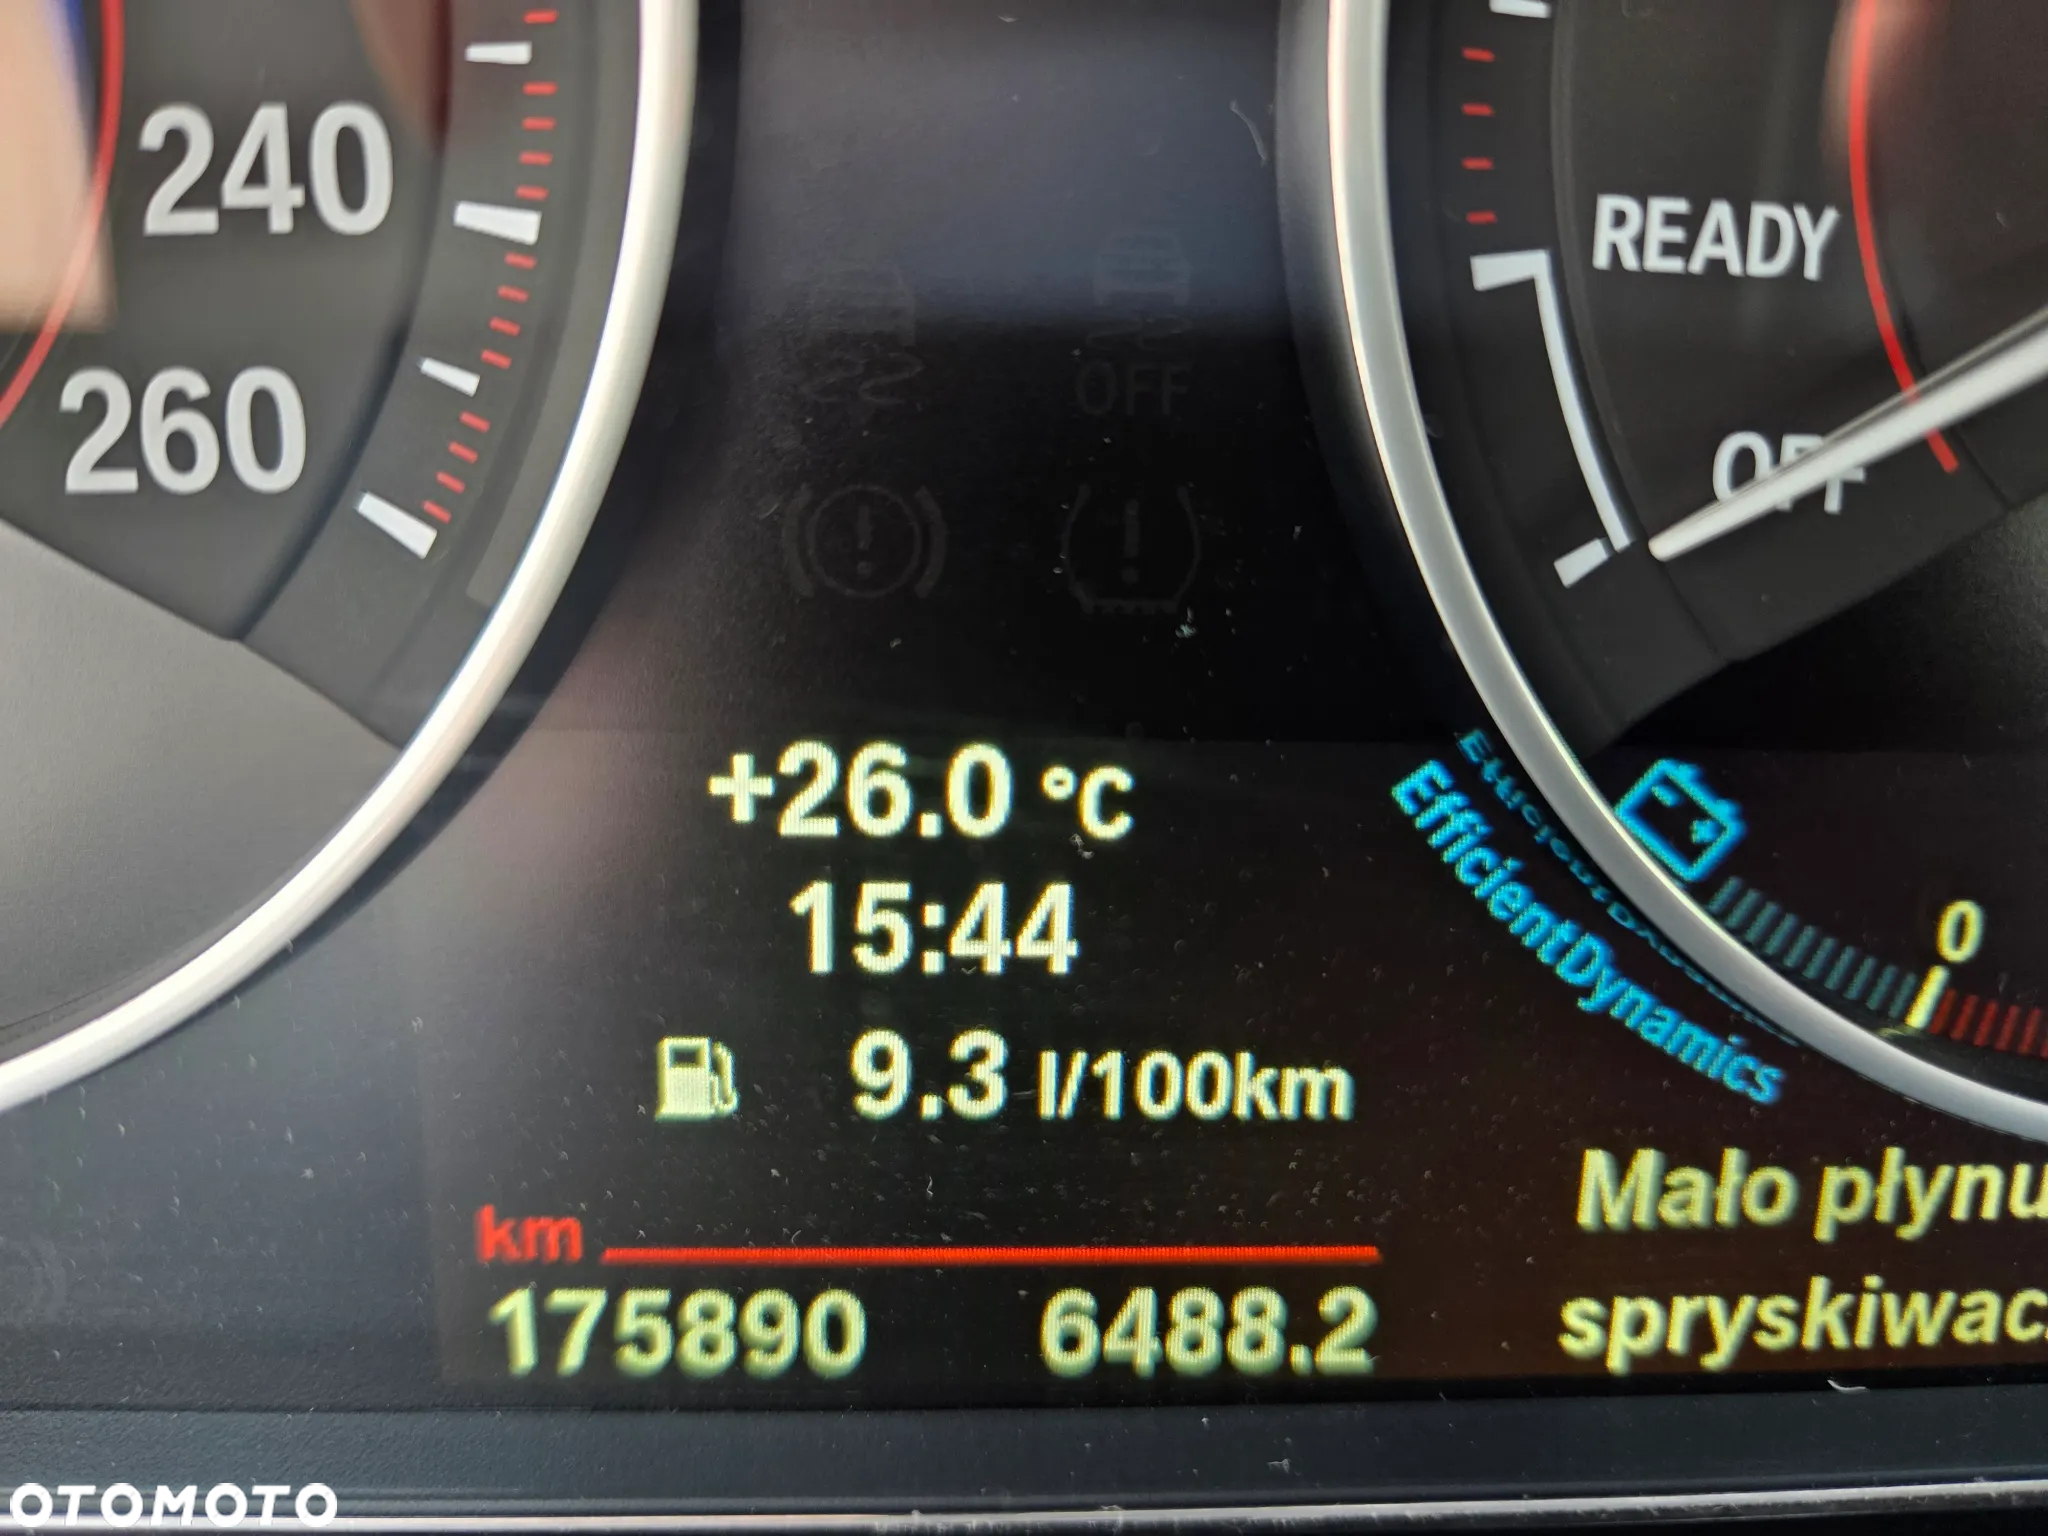 240
260
READY
OFF
OFF
+26.0 °C
15:44
9.3 l/100km
EfficientDynamics
0
km
175890 6488.2
Mało płynu
spryskiwac
OTOMOTO